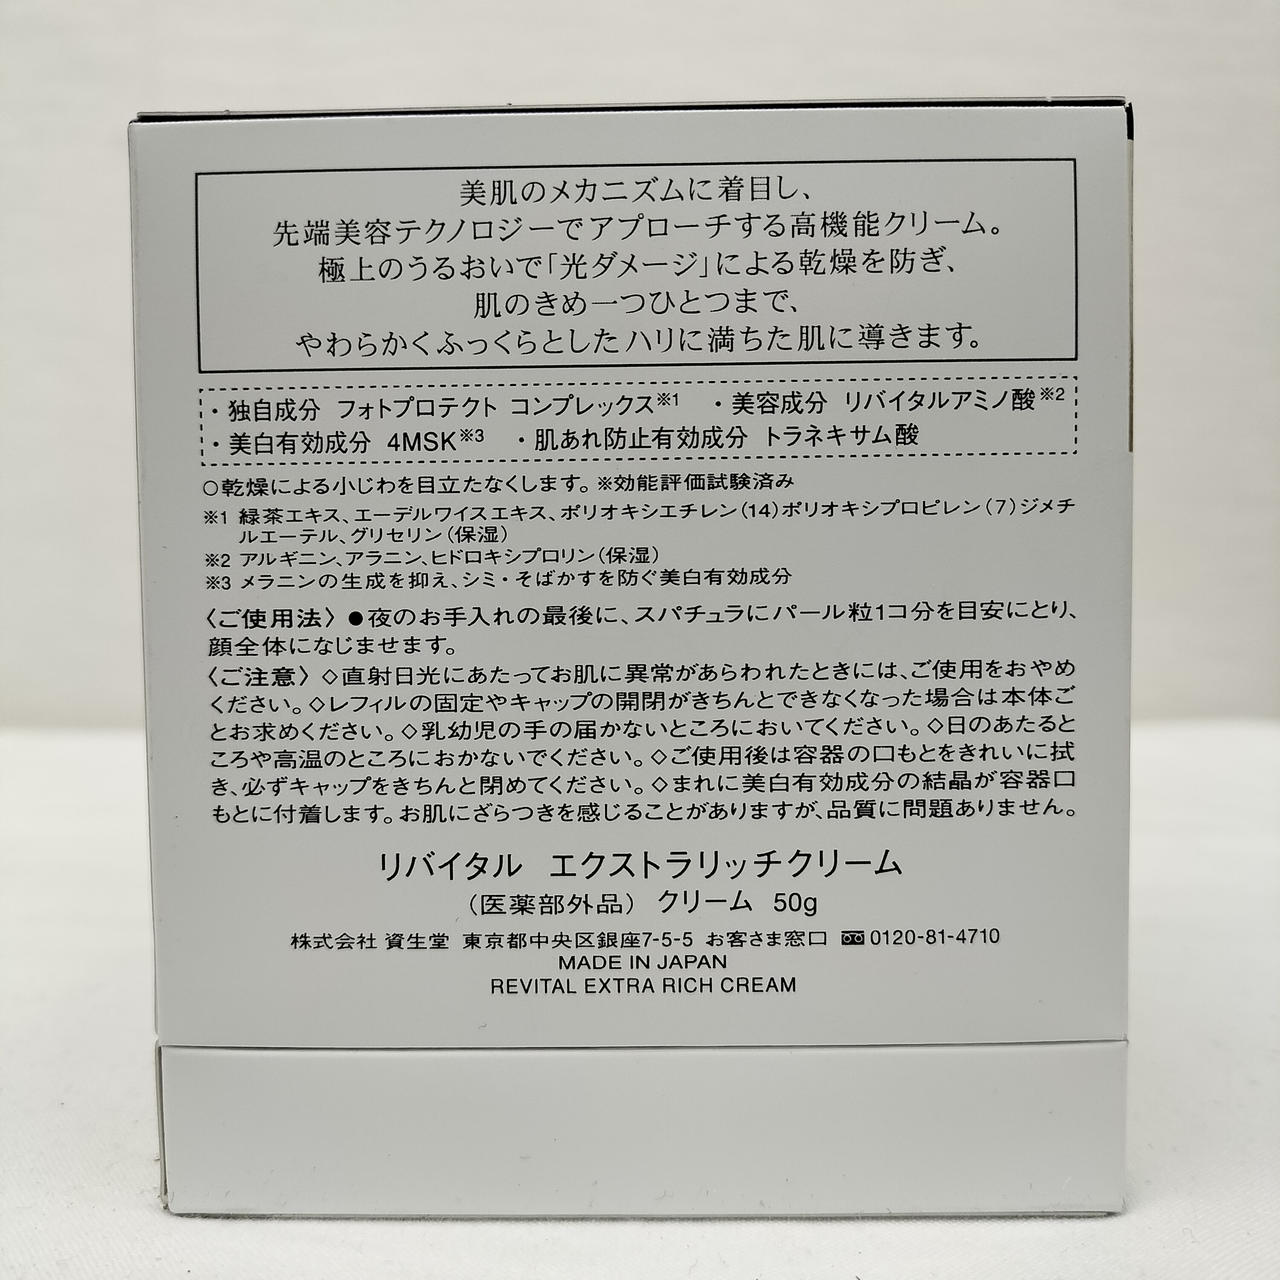 美肌のメカニズムに着目し、
先端美容テクノロジーでアプローチする高機能クリーム。
極上のうるおいで「光ダメージ」による乾燥を防ぎ、
肌のきめ一つひとつまで、
やわらかくふっくらとしたハリに満ちた肌に導きます。
・独自成分 フォトプロテクト コンプレックス※1 ・美容成分 リバイタルアミノ酸※2
・美白有効成分 4MSK※3 ・肌あれ防止有効成分 トラネキサム酸
○乾燥による小じわを目立たなくします。※効能評価試験済み
※1 緑茶エキス、エーデルワイスエキス、ポリオキシエチレン(14)ポリオキシプロピレン(7)ジメチ
ルエーテル、グリセリン(保湿)
※2 アルギニン、アラニン、ヒドロキシプロリン(保湿)
※3 メラニンの生成を抑え、シミ・そばかすを防ぐ美白有効成分
〈ご使用法〉●夜のお手入れの最後に、スパチュラにパール粒1コ分を目安にとり、
顔全体になじませます。
〈ご注意〉◇直射日光にあたってお肌に異常があらわれたときには、ご使用をおやめ
ください。◇レフィルの固定やキャップの開閉がきちんとできなくなった場合は本体ご
とお求めください。◇乳幼児の手の届かないところにおいてください。◇日のあたると
ころや高温のところにおかないでください。◇ご使用後は容器の口もとをきれいに拭
き、必ずキャップをきちんと閉めてください。◇まれに美白有効成分の結晶が容器口
もとに付着します。お肌にざらつきを感じることがありますが、品質に問題ありません。
リバイタル エクストラリッチクリーム
(医薬部外品) クリーム 50g
株式会社 資生堂 東京都中央区銀座7-5-5 お客さま窓口 0120-81-4710
MADE IN JAPAN
REVITAL EXTRA RICH CREAM